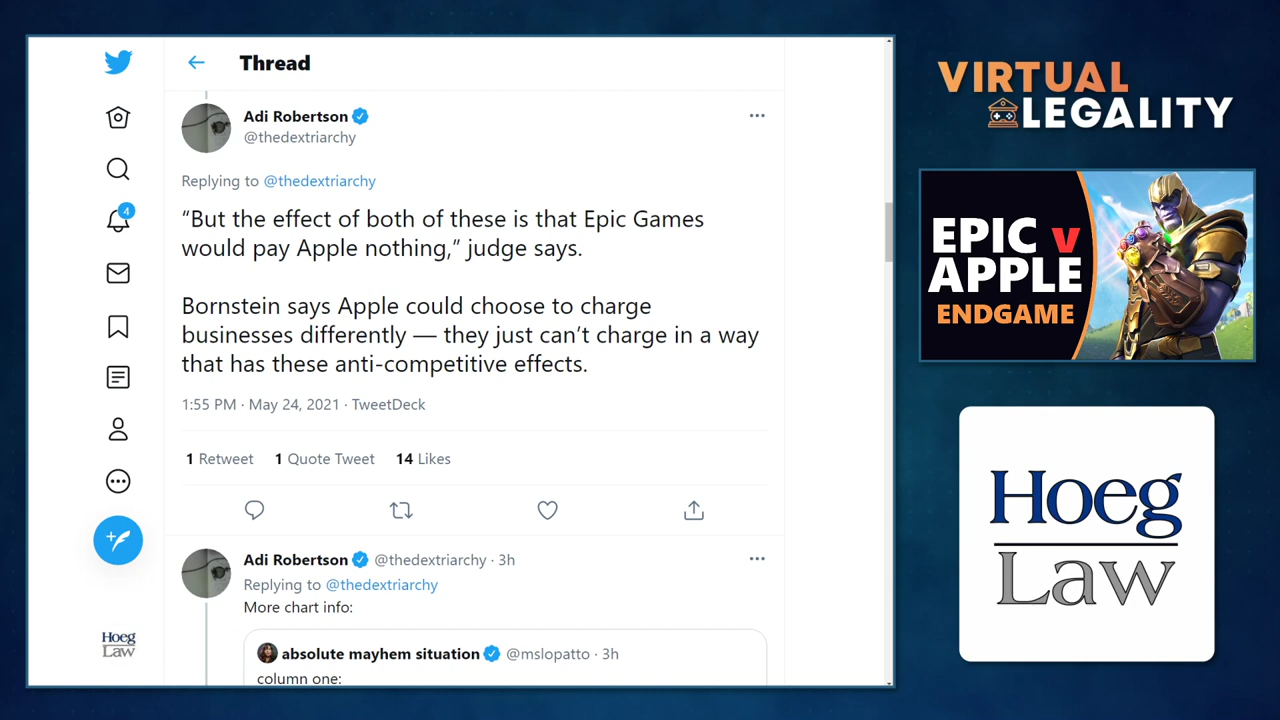 Thread
Adi Robertson
@thedextriarchy
Replying to @thedextriarchy
“But the effect of both of these is that Epic Games
would pay Apple nothing,” judge says.
Bornstein says Apple could choose to charge
businesses differently — they just can’t charge in a way
that has these anti-competitive effects.
1:55 PM · May 24, 2021 · TweetDeck
1 Retweet 1 Quote Tweet 14 Likes
Adi Robertson @thedextriarchy · 3h
Replying to @thedextriarchy
More chart info:
absolute mayhem situation @mslopatto · 3h
column one:
4
Hoeg
Law
VIRTUAL
LEGALITY
EPIC v
APPLE
ENDGAME
Hoeg
Law